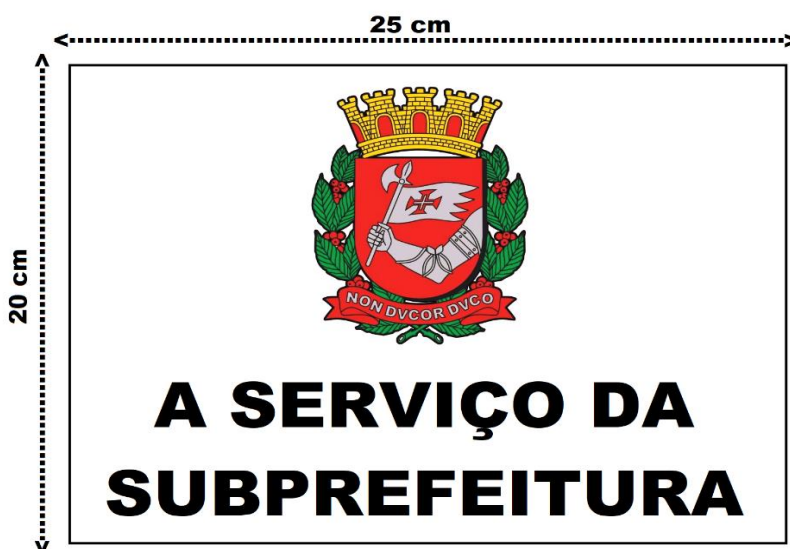 25 cm
20 cm
NON DVCOR DVCO
A SERVIÇO DA
SUBPREFEITURA